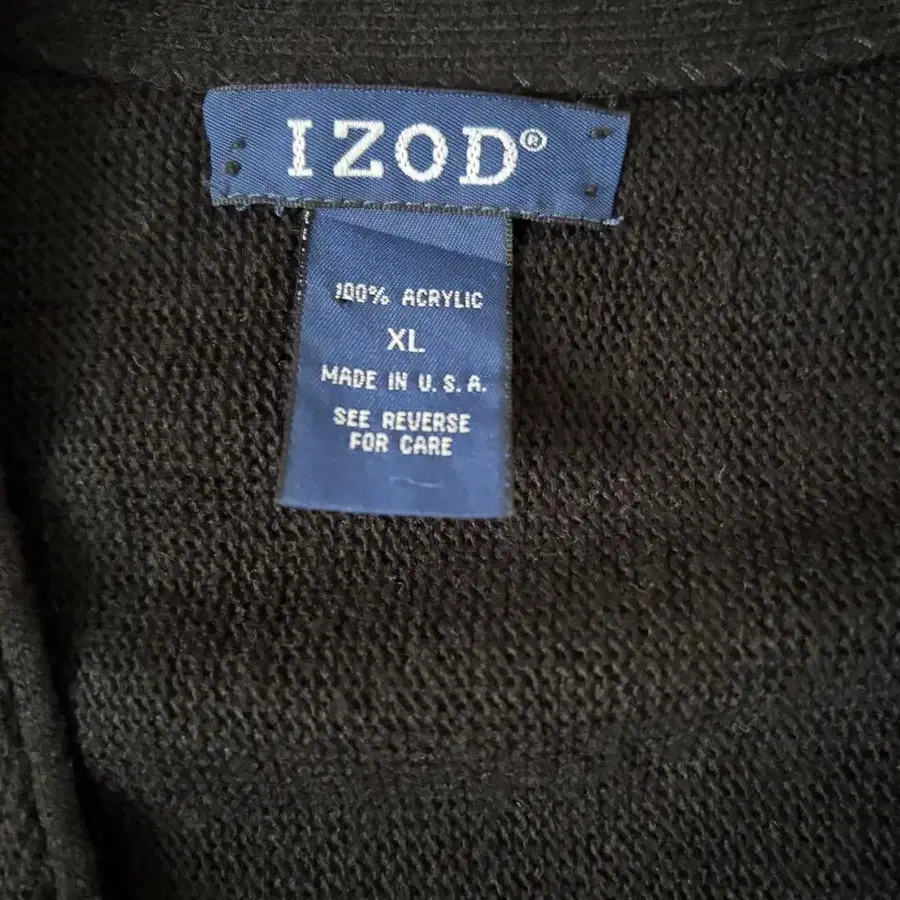 IZOD®
100% ACRYLIC
XL
MADE IN U.S.A.
SEE REVERSE
FOR CARE